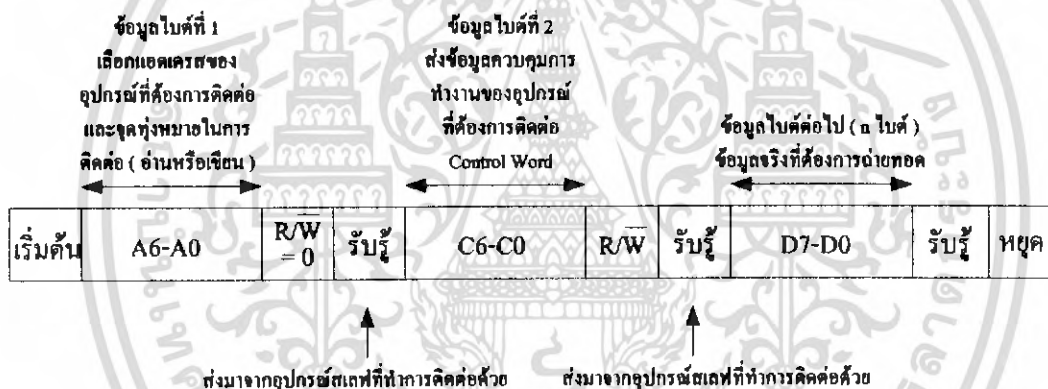 ข้อมูลไบต์ที่ 1
เลือกแอดเดรสของ
อุปกรณ์ที่ต้องการติดต่อ
และจุดทุ่งหมายในการ
ติดต่อ ( อ่านหรือเขียน )
ข้อมูลไบต์ที่ 2
ส่งข้อมูลควบคุมการ
ทำงานของอุปกรณ์
ที่ต้องการติดต่อ
Control Word
ข้อมูลไบต์ต่อไป ( n ไบต์ )
ข้อมูลจริงที่ต้องการถ่ายทอด
เริ่มต้น A6-A0 R/W̅ = 0 รับรู้ C6-C0 R/W̅ รับรู้ D7-D0 รับรู้ หยุด
ส่งมาจากอุปกรณ์สเลฟที่ทำการติดต่อด้วย ส่งมาจากอุปกรณ์สเลฟที่ทำการติดต่อด้วย